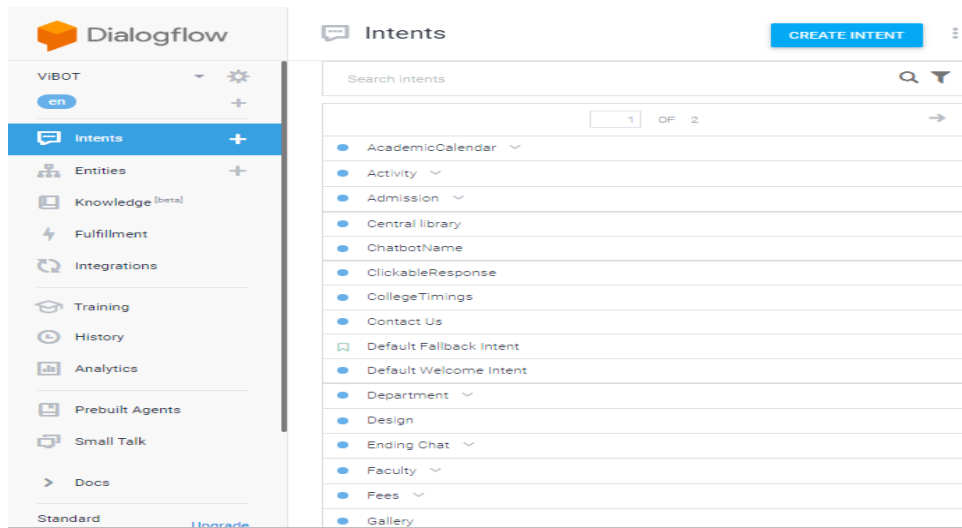 Dialogflow
ViBOT
en
Intents
Entities
Knowledge [beta]
Fulfillment
Integrations
Training
History
Analytics
Prebuilt Agents
Small Talk
Docs
Standard
Upgrade
Intents
CREATE INTENT
Search intents
1 OF 2
AcademicCalendar
Activity
Admission
Central library
ChatbotName
ClickableResponse
CollegeTimings
Contact Us
Default Fallback Intent
Default Welcome Intent
Department
Design
Ending Chat
Faculty
Fees
Gallery